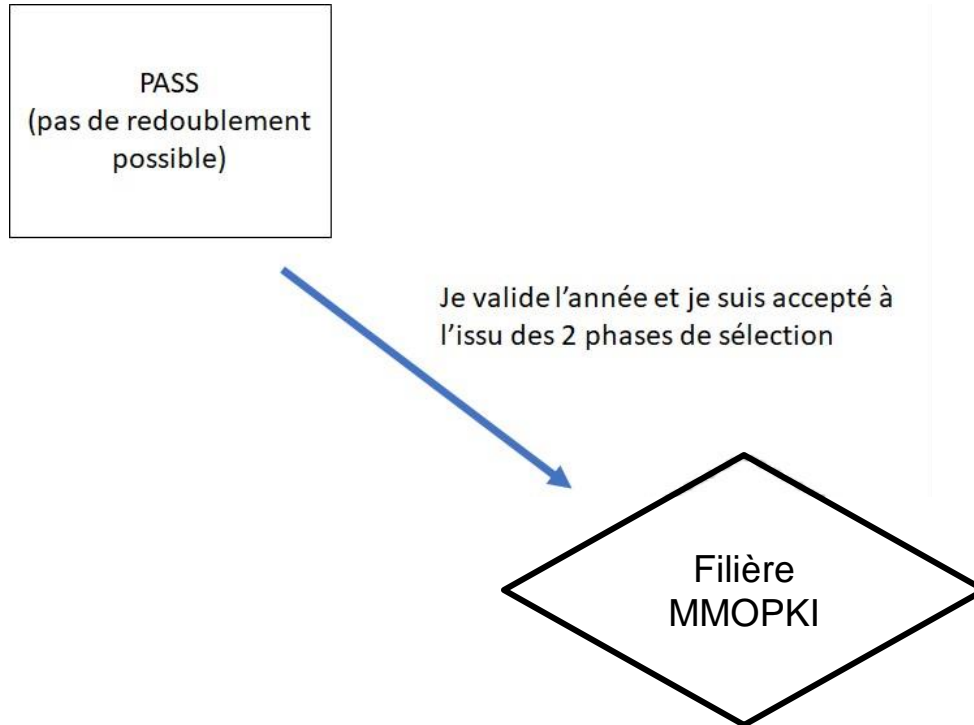 PASS
(pas de redoublement
possible)
Je valide l'année et je suis accepté à
l'issu des 2 phases de sélection
Filière
MMOPKI